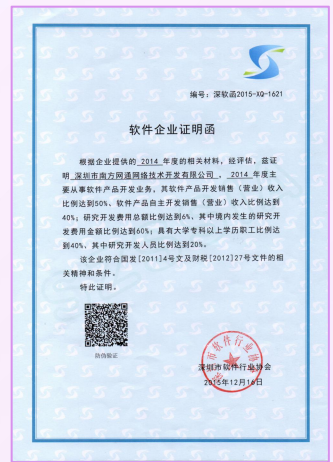 编号：深软函2015-XQ-1621
软件企业证明函
根据企业提供的 2014 年度的相关材料，经评估，兹证
明 深圳市南方网通网络技术开发有限公司 ， 2014 年度主
要从事软件产品开发业务，其软件产品开发销售（营业）收入
比例达到50%、软件产品自主开发销售（营业）收入比例达到
40%；研究开发费用总额比例达到6%、其中境内发生的研究开
发费用金额比例达到60%；具有大学专科以上学历职工比例达
到40%、其中研究开发人员比例达到20%。
该企业符合国发[2011]4号文及财税[2012]27号文件的相
关精神和条件。
特此证明。
防伪验证
深圳市软件行业协会
深圳市软件行业协会
2015年12月16日